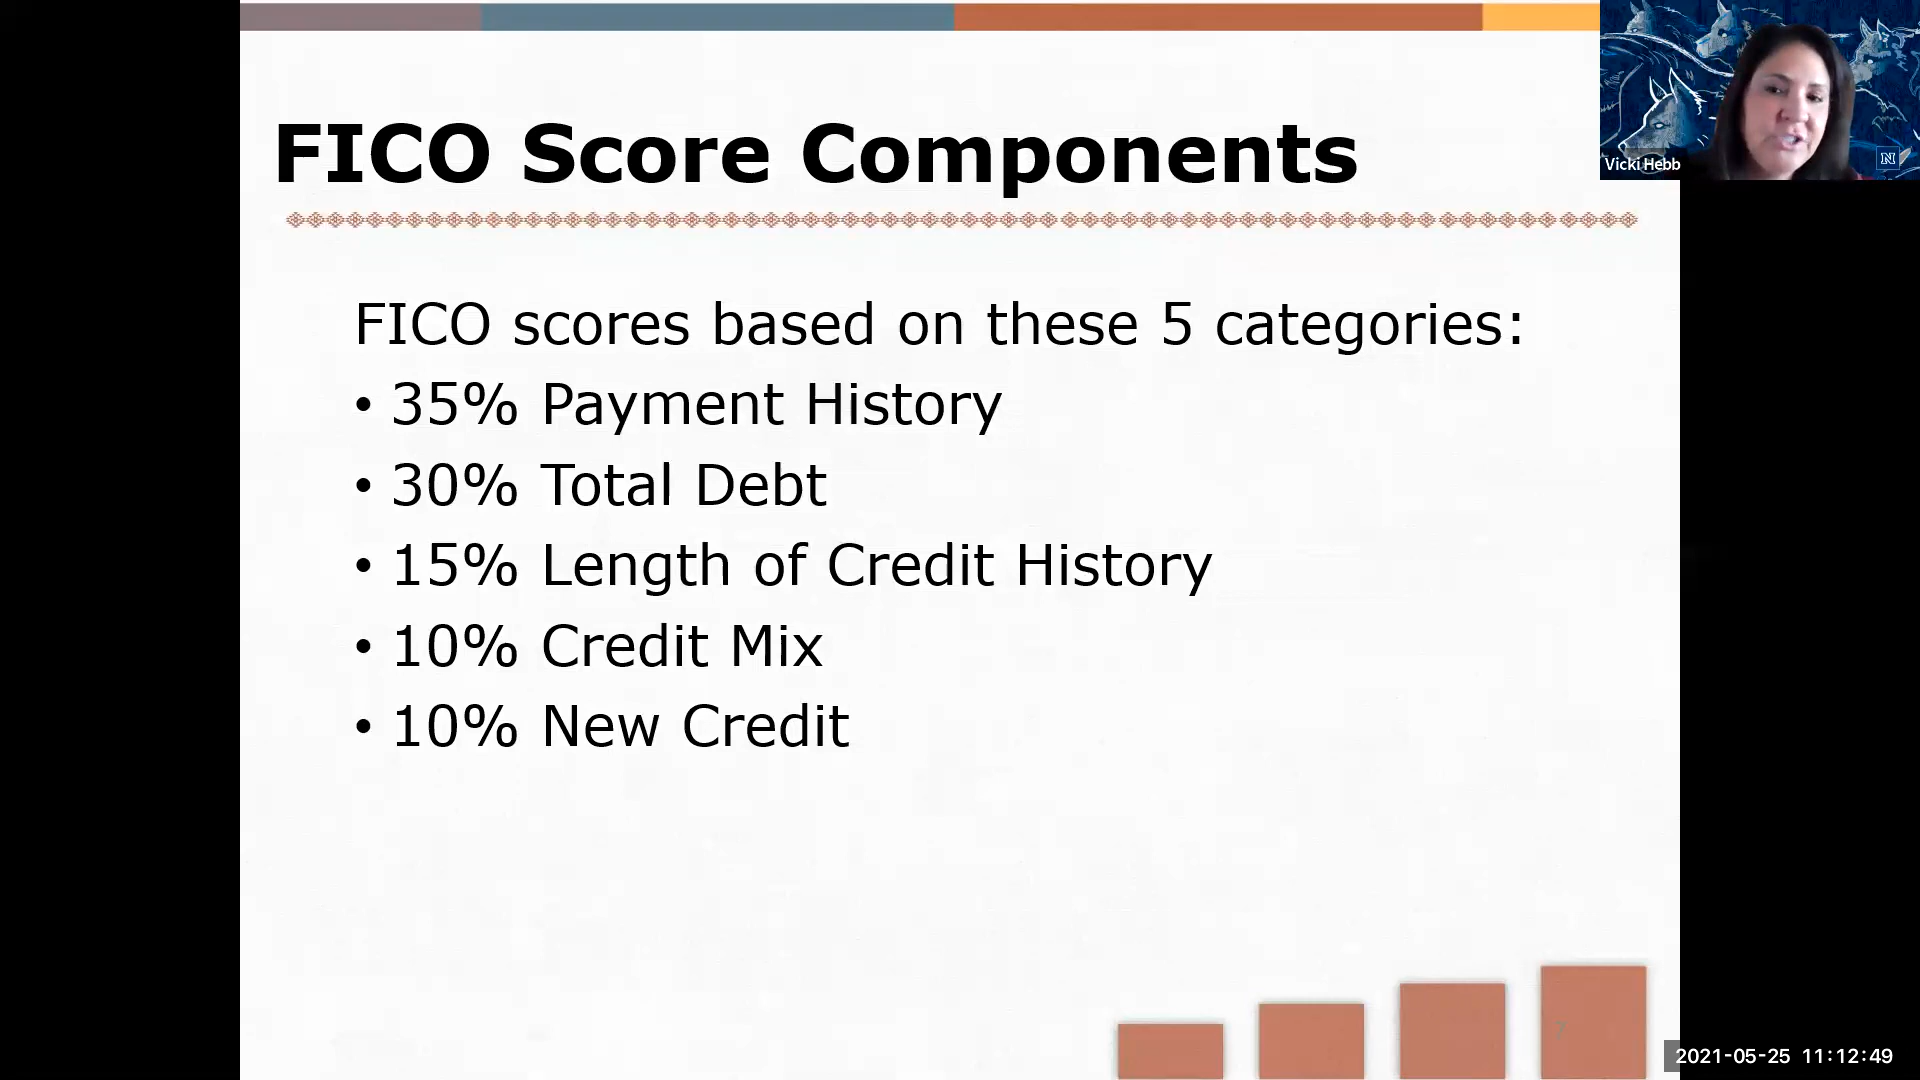 FICO Score Components
FICO scores based on these 5 categories:
• 35% Payment History
• 30% Total Debt
• 15% Length of Credit History
• 10% Credit Mix
• 10% New Credit
7
Vicki Hebb
N
2021-05-25 11:12:49